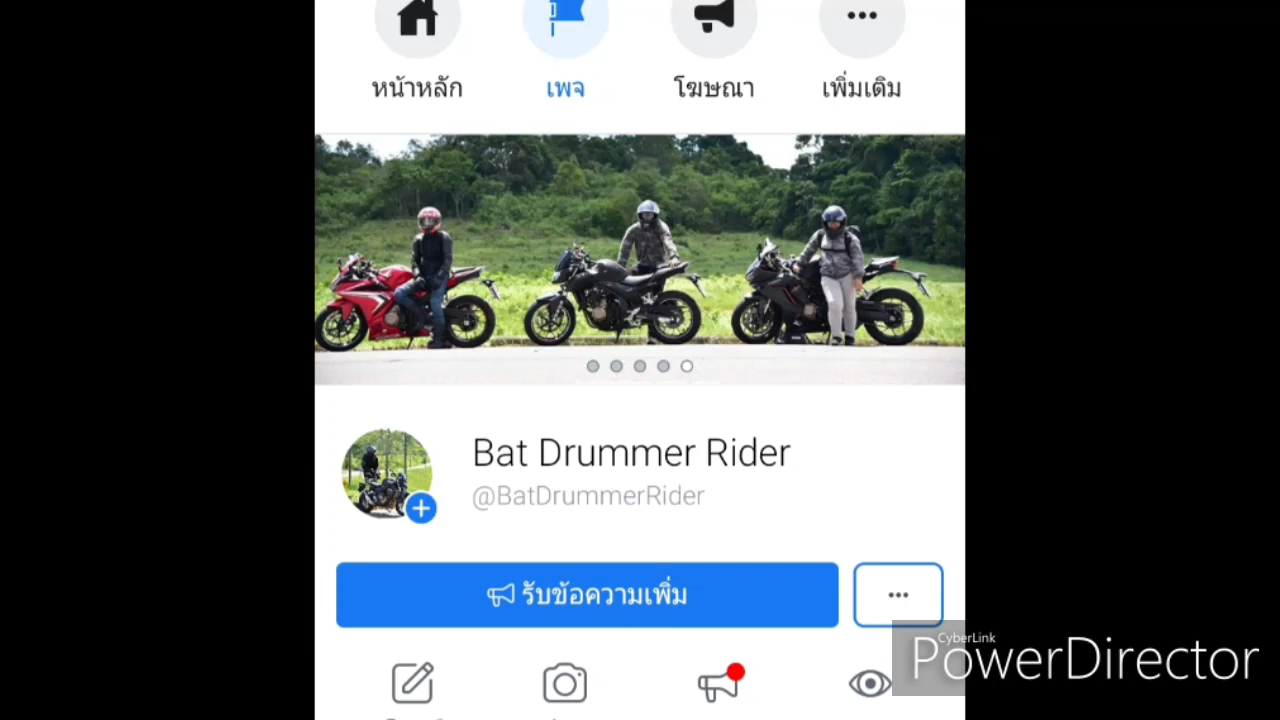 หน้าหลัก เพจ โฆษณา เพิ่มเติม
Bat Drummer Rider
@BatDrummerRider
รับข้อความเพิ่ม
CyberLink
PowerDirector